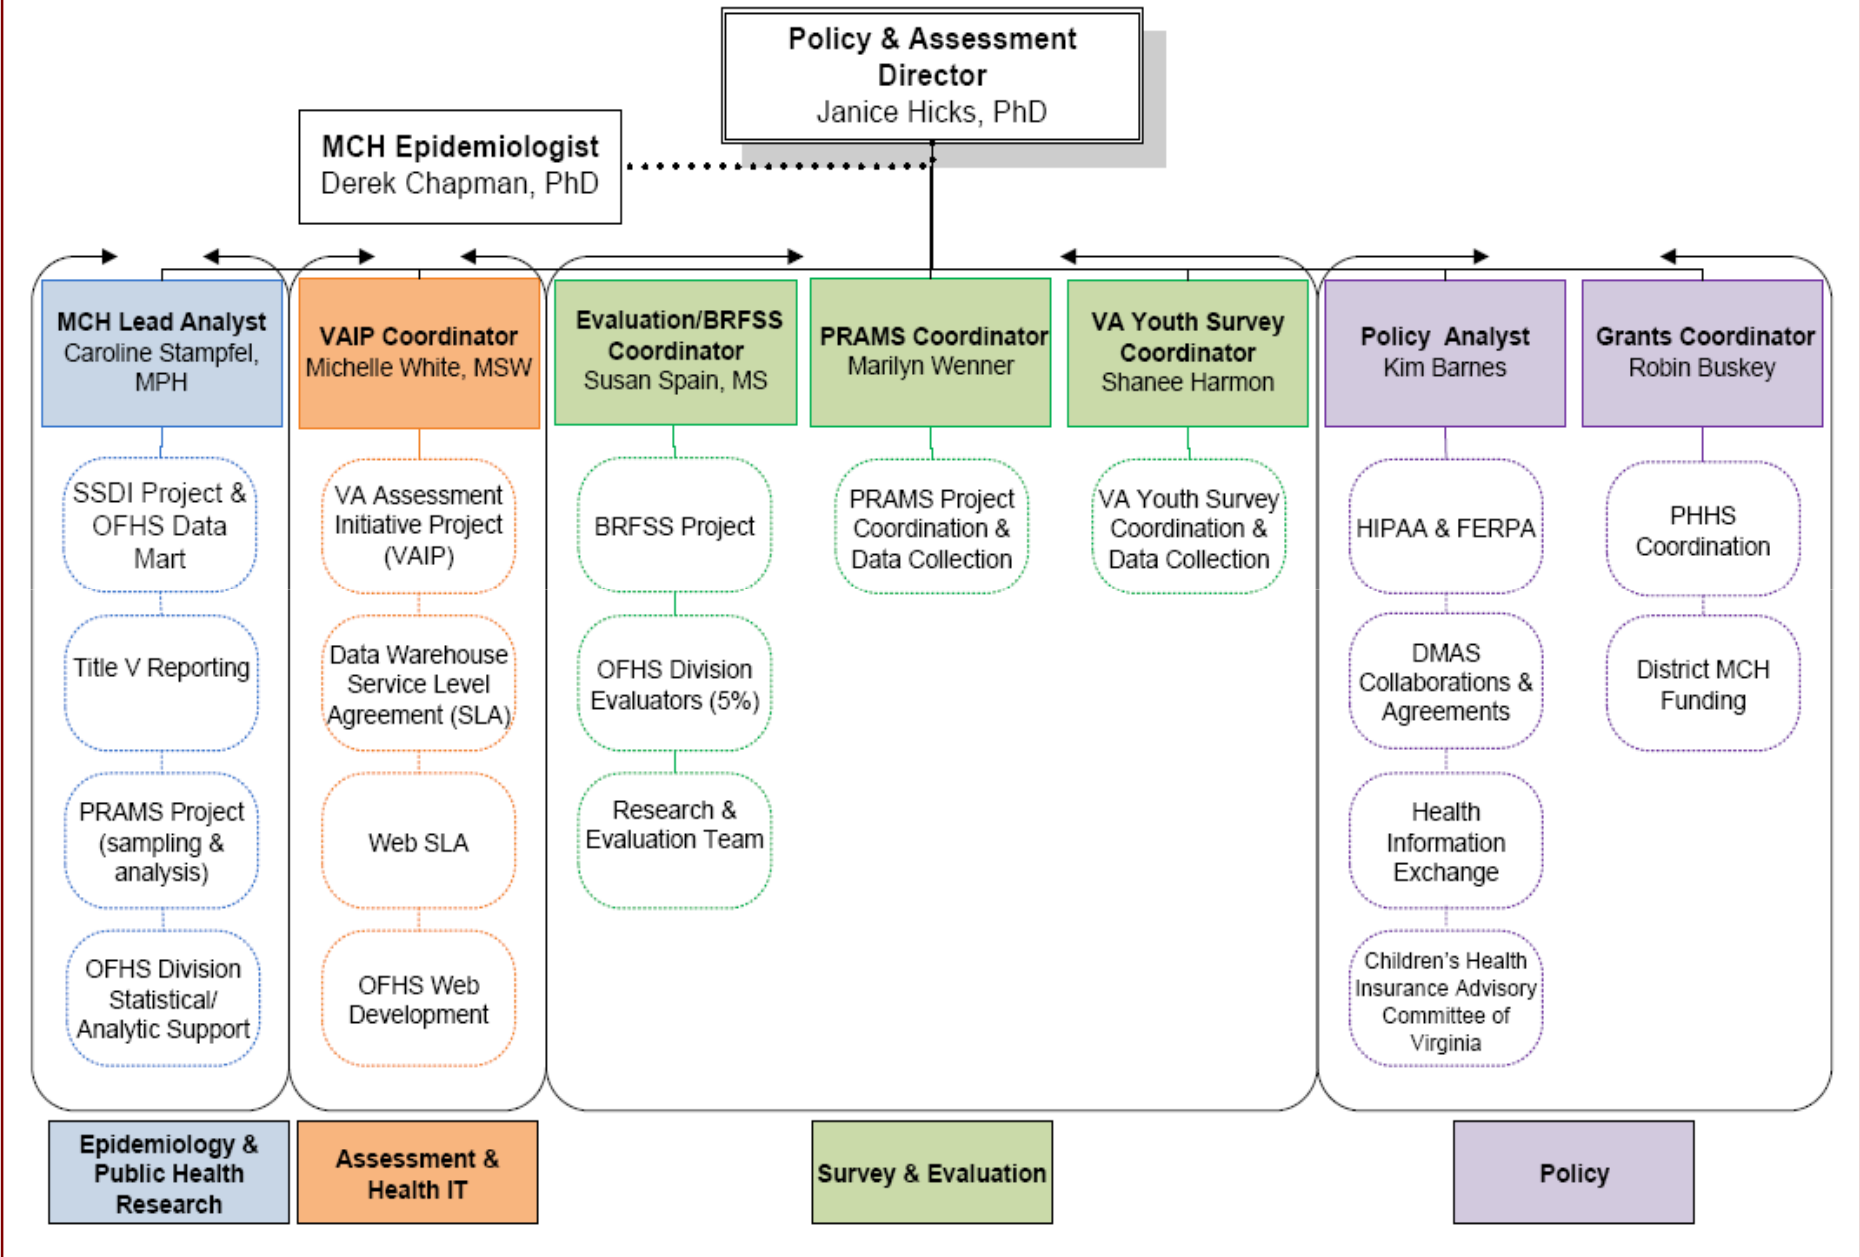 Policy & Assessment
Director
Janice Hicks, PhD
MCH Epidemiologist
Derek Chapman, PhD
MCH Lead Analyst
Caroline Stampfel,
MPH
VAIP Coordinator
Michelle White, MSW
Evaluation/BRFSS
Coordinator
Susan Spain, MS
PRAMS Coordinator
Marilyn Wenner
VA Youth Survey
Coordinator
Shanee Harmon
Policy Analyst
Kim Barnes
Grants Coordinator
Robin Buskey
SSDI Project &
OFHS Data
Mart
Title V Reporting
PRAMS Project
(sampling &
analysis)
OFHS Division
Statistical/
Analytic Support
VA Assessment
Initiative Project
(VAIP)
Data Warehouse
Service Level
Agreement (SLA)
Web SLA
OFHS Web
Development
BRFSS Project
OFHS Division
Evaluators (5%)
Research &
Evaluation Team
PRAMS Project
Coordination &
Data Collection
VA Youth Survey
Coordination &
Data Collection
HIPAA & FERPA
DMAS
Collaborations &
Agreements
Health
Information
Exchange
Children’s Health
Insurance Advisory
Committee of
Virginia
PHHS
Coordination
District MCH
Funding
Epidemiology &
Public Health
Research
Assessment &
Health IT
Survey & Evaluation
Policy